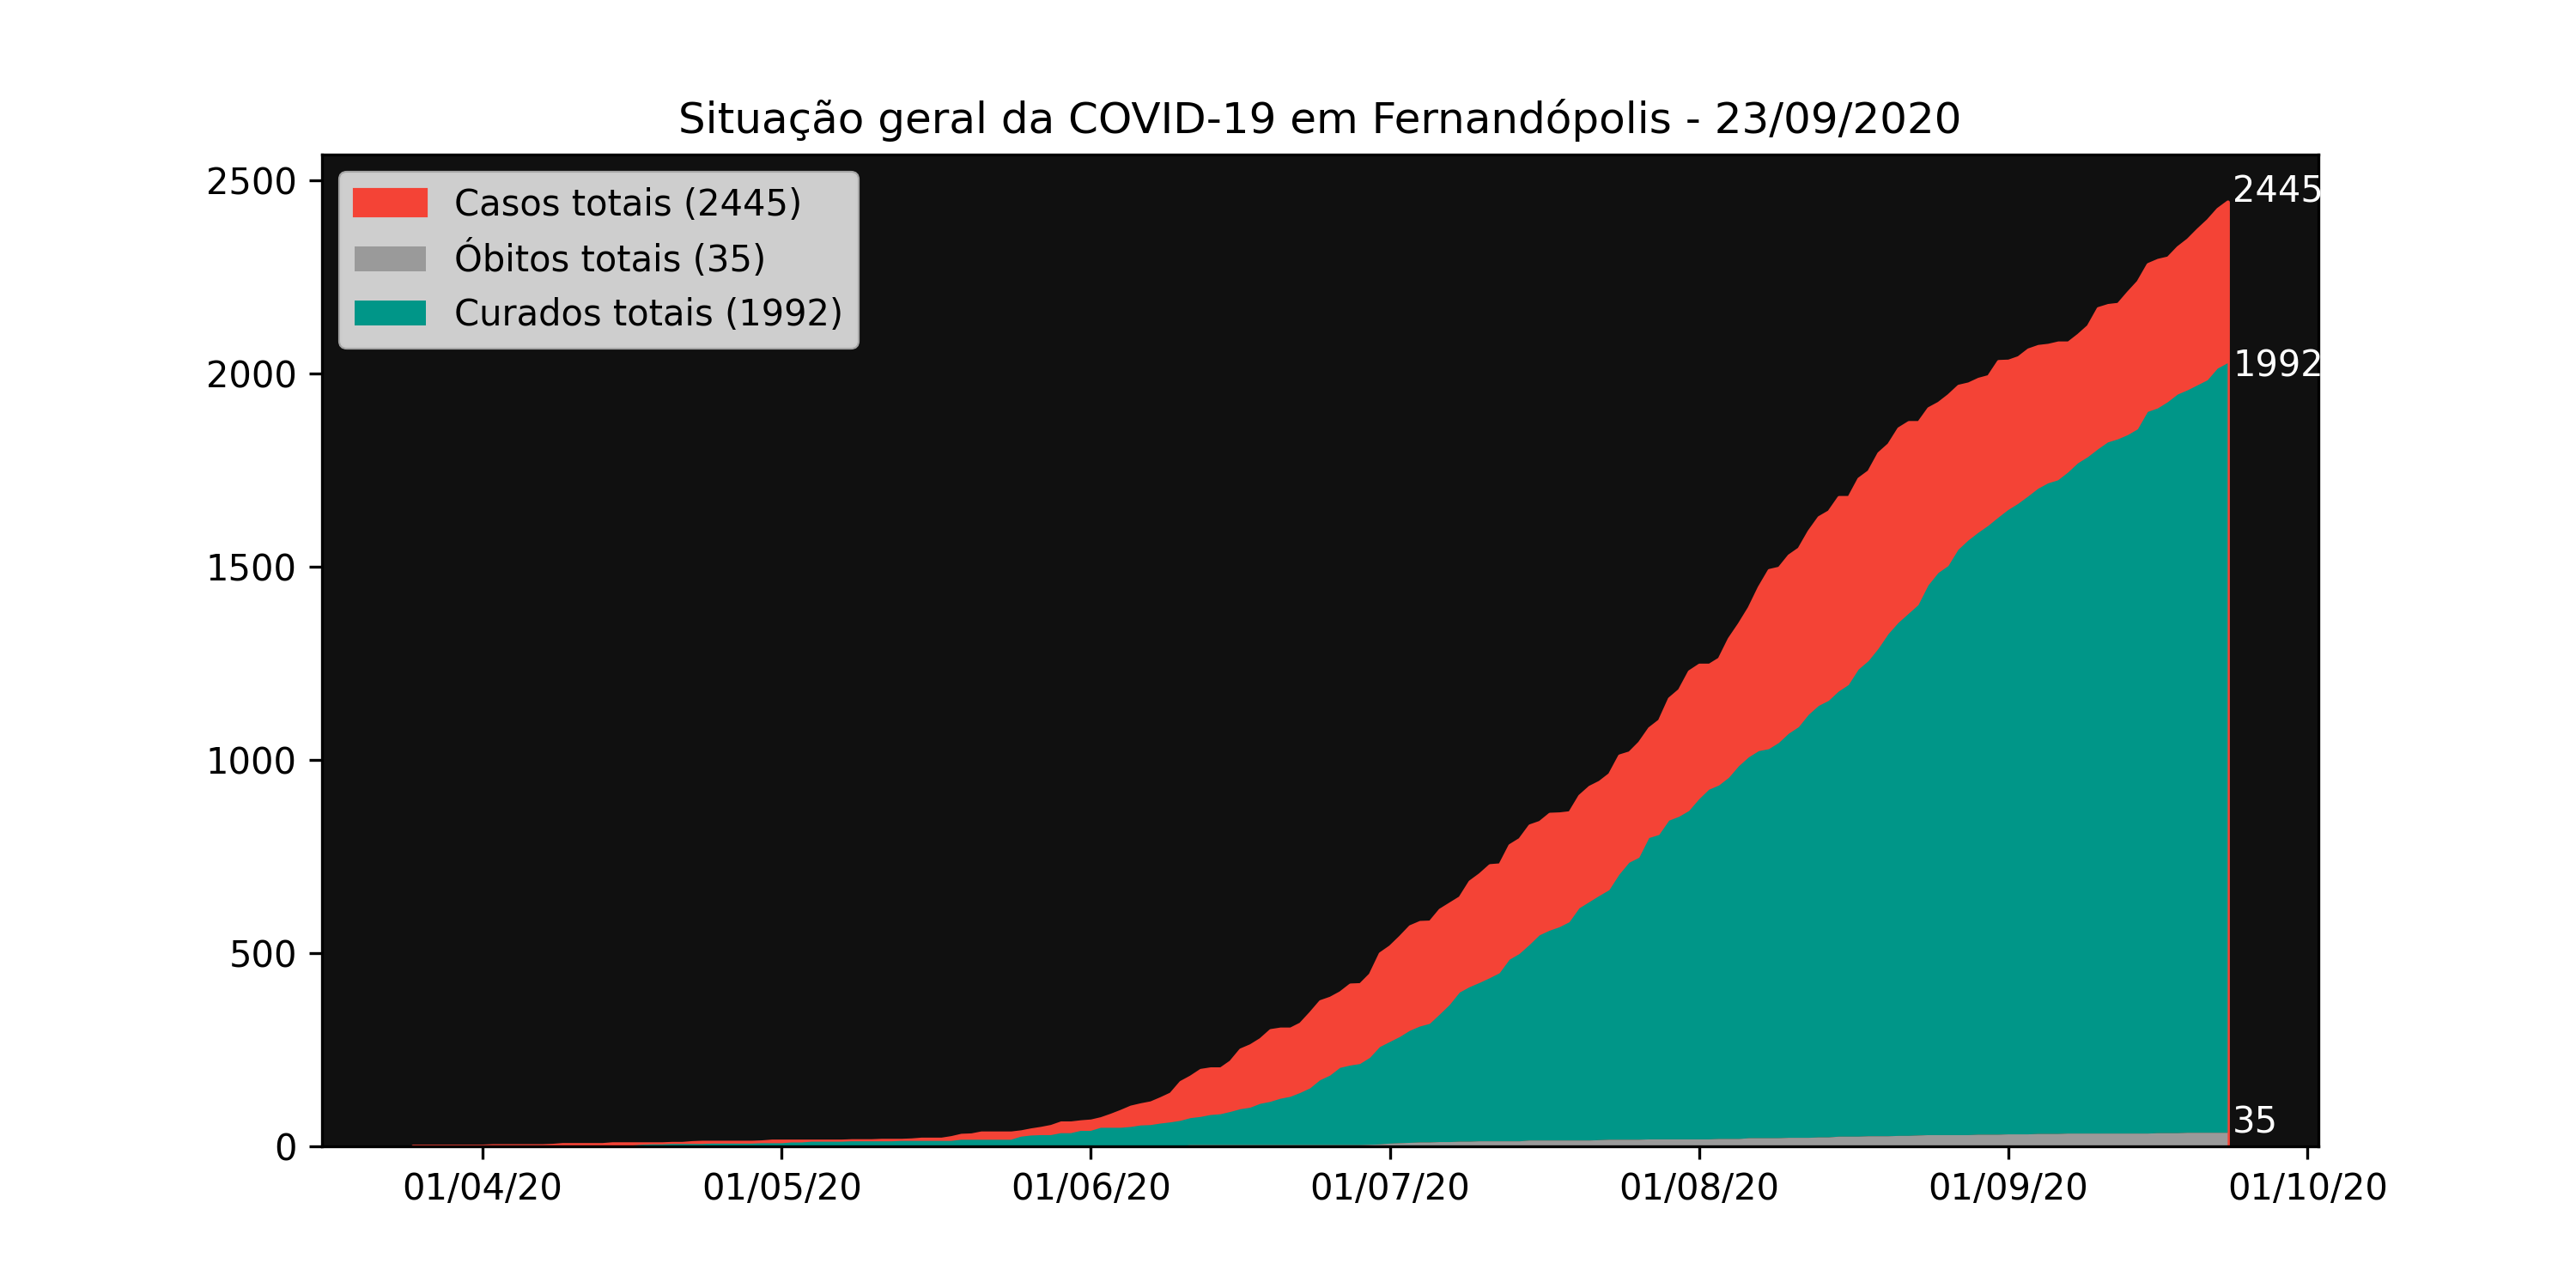 Situação geral da COVID-19 em Fernandópolis - 23/09/2020
2500
2000
1500
1000
500
0
Casos totais (2445)
Óbitos totais (35)
Curados totais (1992)
2445
1992
35
01/04/20 01/05/20 01/06/20 01/07/20 01/08/20 01/09/20 01/10/20